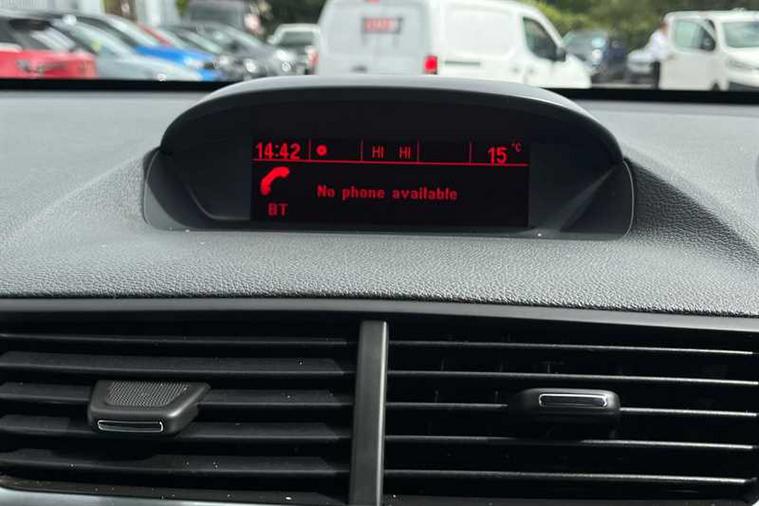 14:42 HI HI 15 °C
No phone available
BT